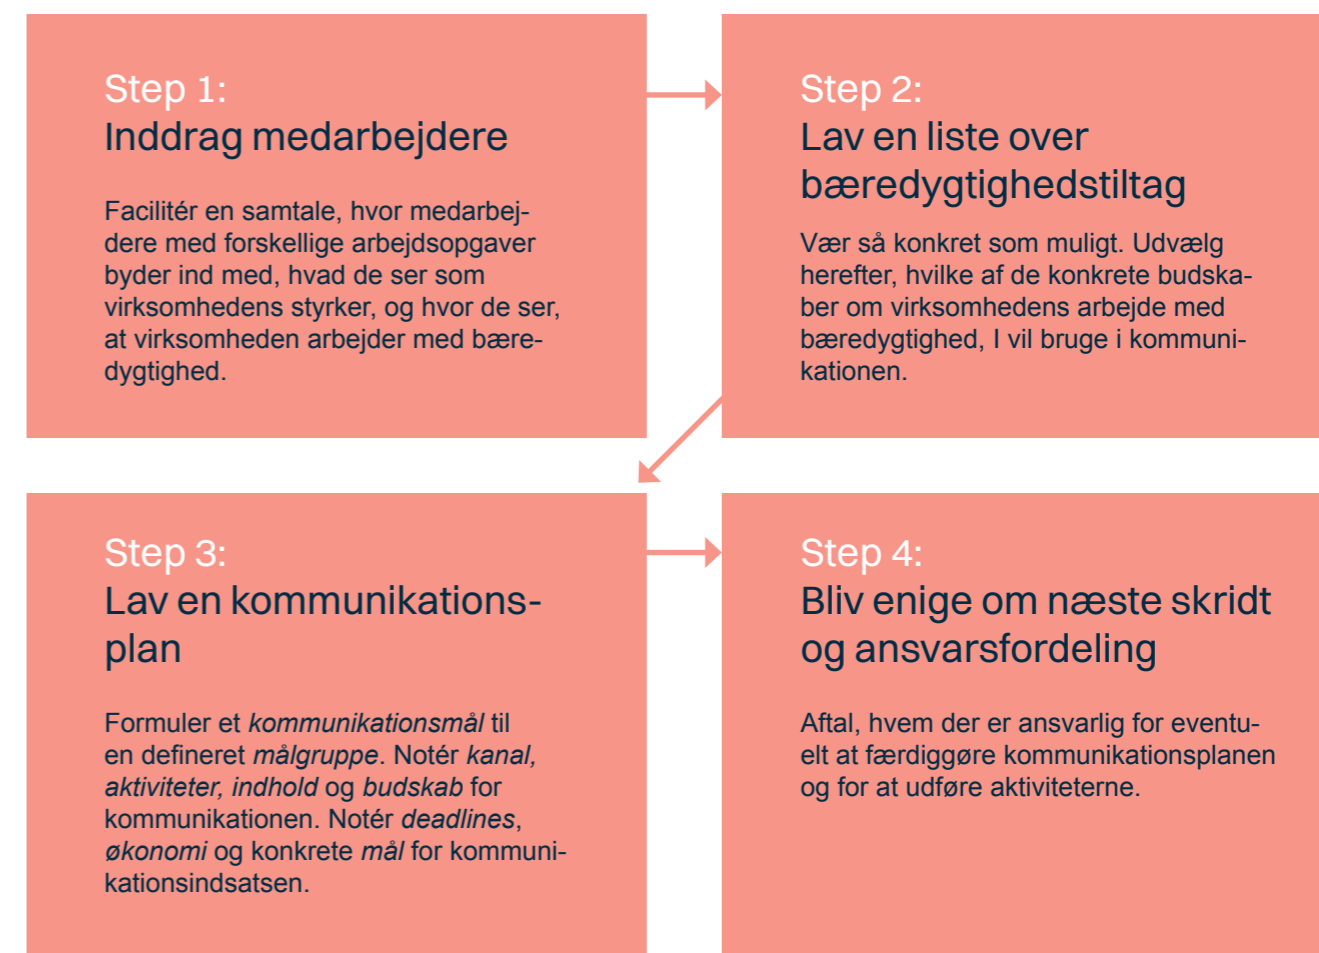 Step 1:
Inddrag medarbejdere
Facilitér en samtale, hvor medarbej-
dere med forskellige arbejdsopgaver
byder ind med, hvad de ser som
virksomhedens styrker, og hvor de ser,
at virksomheden arbejder med bære-
dygtighed.
Step 2:
Lav en liste over
bæredygtighedstiltag
Vær så konkret som muligt. Udvælg
herefter, hvilke af de konkrete budska-
ber om virksomhedens arbejde med
bæredygtighed, I vil bruge i kommuni-
kationen.
Step 3:
Lav en kommunikations-
plan
Formuler et kommunikationsmål til
en defineret målgruppe. Notér kanal,
aktiviteter, indhold og budskab for
kommunikationen. Notér deadlines,
økonomi og konkrete mål for kommuni-
kationsindsatsen.
Step 4:
Bliv enige om næste skridt
og ansvarsfordeling
Aftal, hvem der er ansvarlig for eventu-
elt at færdiggøre kommunikationsplanen
og for at udføre aktiviteterne.